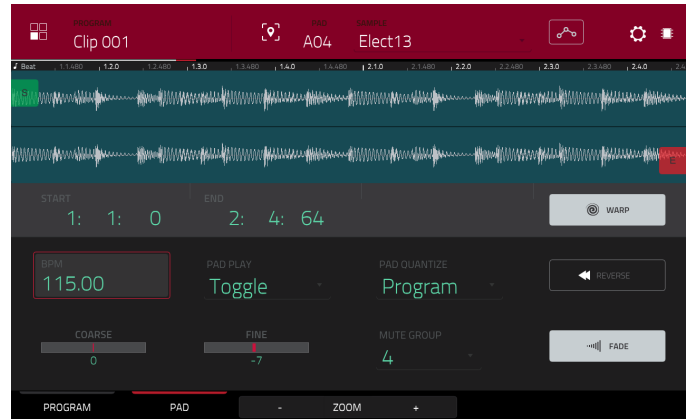 PROGRAM PAD SAMPLE
Clip 001 A04 Elect13
Beat 1.1.480 1.2.0 1.2.480 1.3.0 1.3.480 1.4.0 1.4.480 2.1.0 2.1.480 2.2.0 2.2.480 2.3.0 2.3.480 2.4.0 2.4
S
E
START END
1: 1: 0 2: 4: 64 WARP
BPM PAD PLAY PAD QUANTIZE
115.00 Toggle Program REVERSE
COARSE FINE MUTE GROUP
0 -7 4 FADE
PROGRAM PAD - ZOOM +